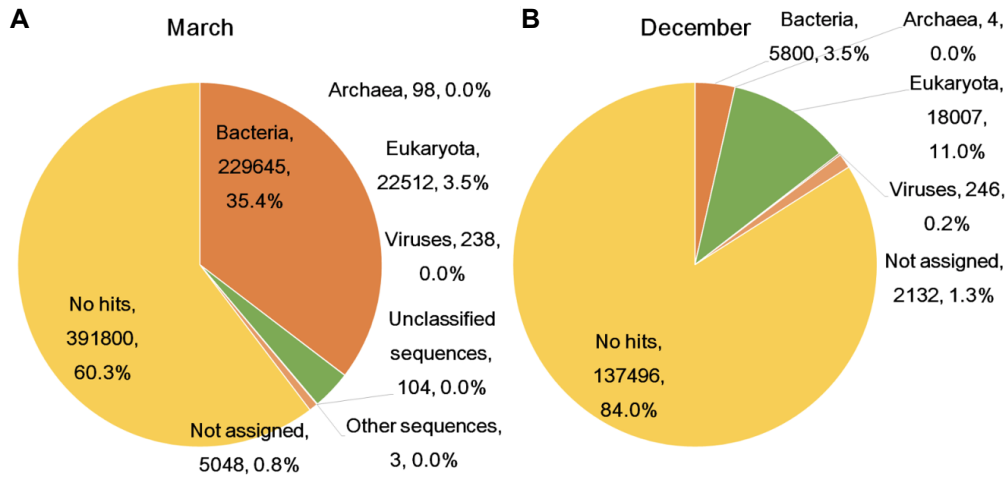 A
March
Archaea, 98, 0.0%
Bacteria,
229645,
35.4%
Eukaryota,
22512, 3.5%
Viruses, 238,
0.0%
Unclassified
sequences,
104, 0.0%
Other sequences,
3, 0.0%
Not assigned,
5048, 0.8%
No hits,
391800,
60.3%
B
December
Bacteria,
5800, 3.5%
Archaea, 4,
0.0%
Eukaryota,
18007,
11.0%
Viruses, 246,
0.2%
Not assigned,
2132, 1.3%
No hits,
137496,
84.0%